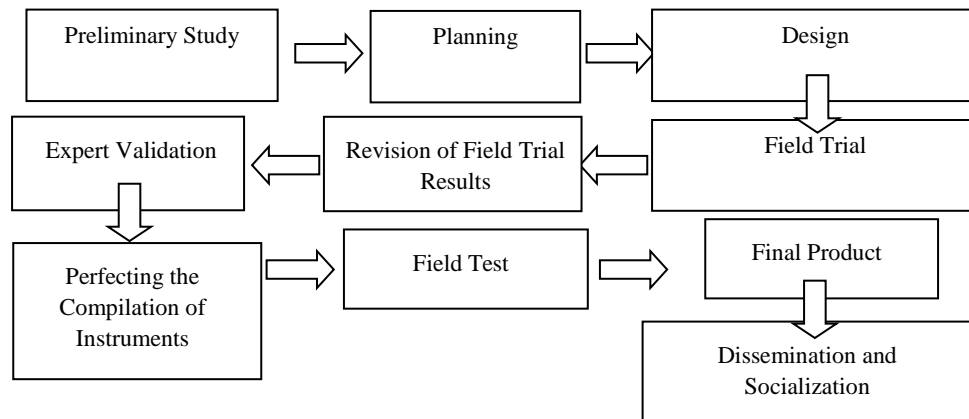 Preliminary Study
Planning
Design
Field Trial
Revision of Field Trial
Results
Expert Validation
Perfecting the
Compilation of
Instruments
Field Test
Final Product
Dissemination and
Socialization